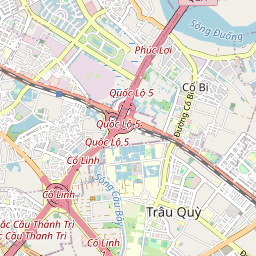 Sông Đuống
Phúc Lợi
Quốc Lộ 5
Cổ Bi
Đường Cổ Bi
Quốc Lộ 5
Quốc Lộ 5
Cổ Linh
Cổ Linh
Sông Cầu Bây
Trâu Quỳ
Cầu Thanh Trì
Cầu Thanh Trì
Cổ Linh